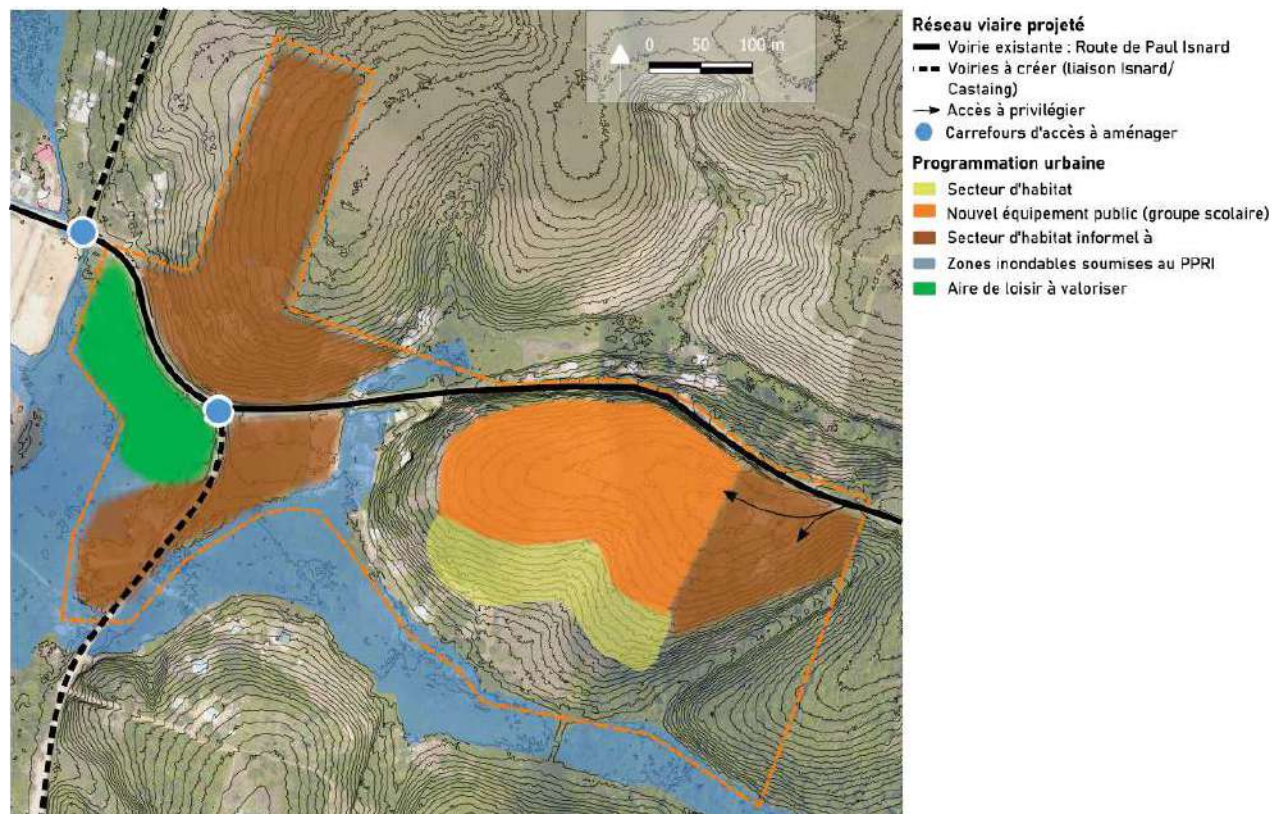 0 50 100 m
Réseau viaire projeté
Voirie existante : Route de Paul Isnard
Voiries à créer (liaison Isnard/
Castaing)
Accès à privilégier
Carrefours d'accès à aménager
Programmation urbaine
Secteur d'habitat
Nouvel équipement public (groupe scolaire)
Secteur d'habitat informel à
Zones inondables soumises au PPRI
Aire de loisir à valoriser